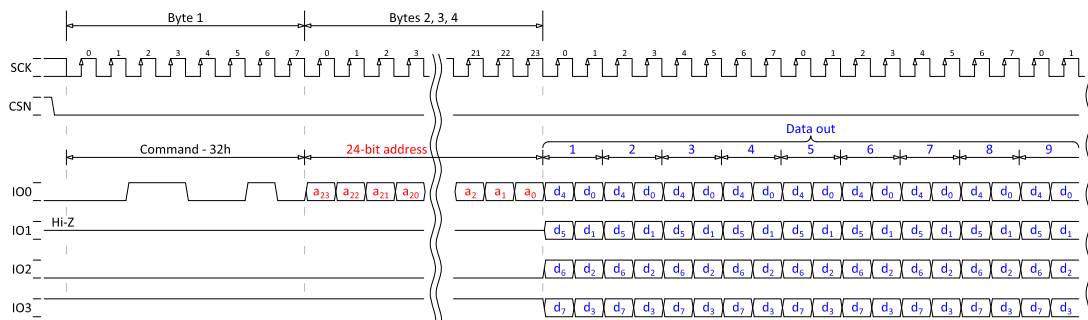 Byte 1 Bytes 2, 3, 4
0 1 2 3 4 5 6 7 0 1 2 3 21 22 23 0 1 2 3 4 5 6 7 0 1 2 3 4 5 6 7 0 1
SCK
CSN
Data out
Command - 32h 24-bit address 1 2 3 4 5 6 7 8 9
IO0 a23 a22 a21 a20 a2 a1 a0 d4 d0 d4 d0 d4 d0 d4 d0 d4 d0 d4 d0 d4 d0 d4 d0 d4 d0
Hi-Z
IO1 d5 d1 d5 d1 d5 d1 d5 d1 d5 d1 d5 d1 d5 d1 d5 d1 d5 d1
IO2 d6 d2 d6 d2 d6 d2 d6 d2 d6 d2 d6 d2 d6 d2 d6 d2 d6 d2
IO3 d7 d3 d7 d3 d7 d3 d7 d3 d7 d3 d7 d3 d7 d3 d7 d3 d7 d3